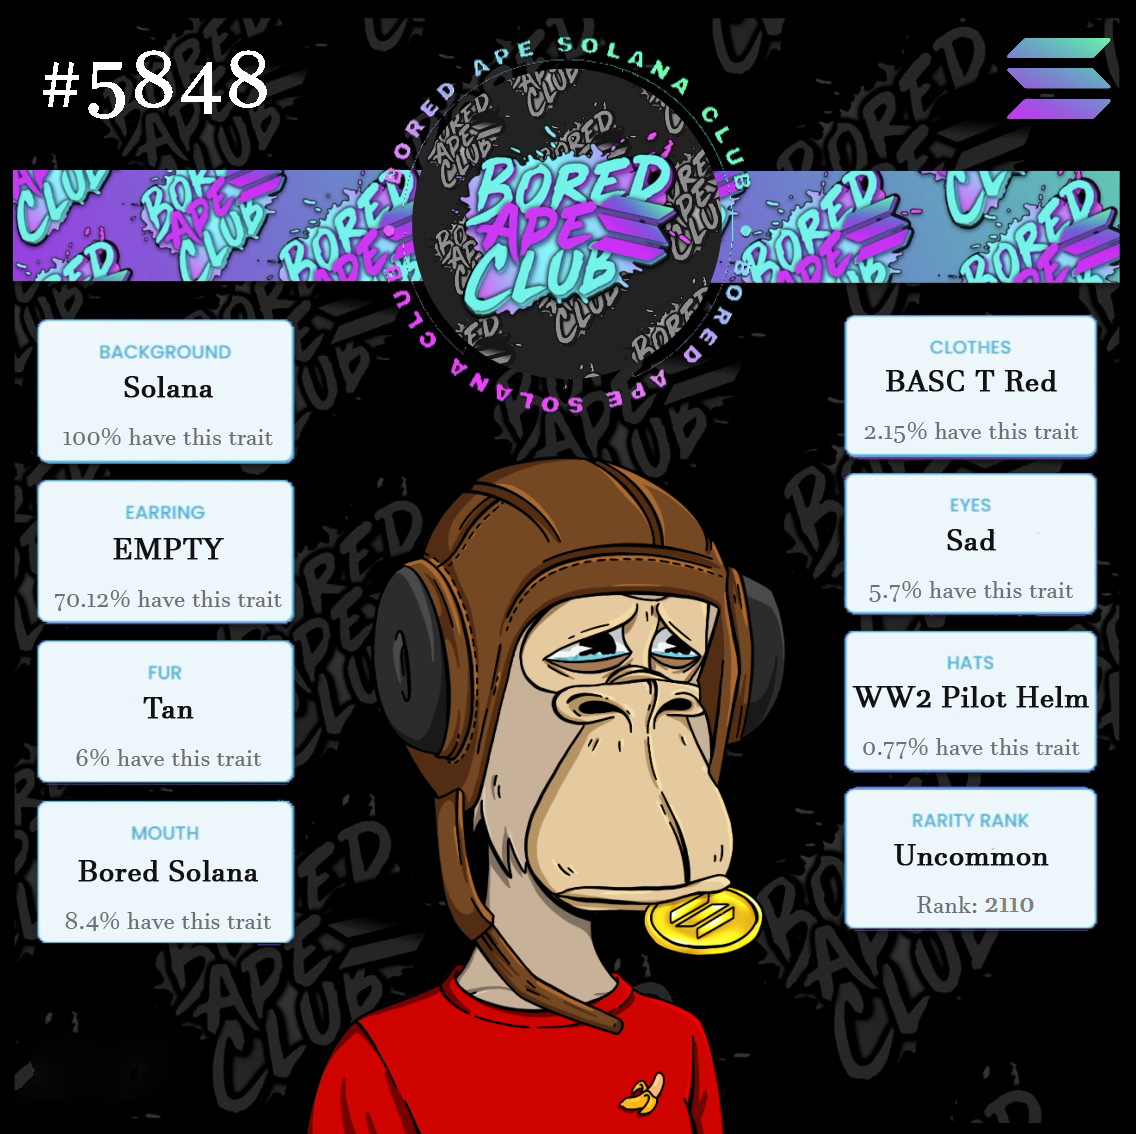 #5848
BORED APE SOLANA CLUB
BORED APE SOLANA CLUB
BORED
APE
CLUB
BACKGROUND
Solana
100% have this trait
EARRING
EMPTY
70.12% have this trait
FUR
Tan
6% have this trait
MOUTH
Bored Solana
8.4% have this trait
CLOTHES
BASC T Red
2.15% have this trait
EYES
Sad
5.7% have this trait
HATS
WW2 Pilot Helm
0.77% have this trait
RARITY RANK
Uncommon
Rank: 2110